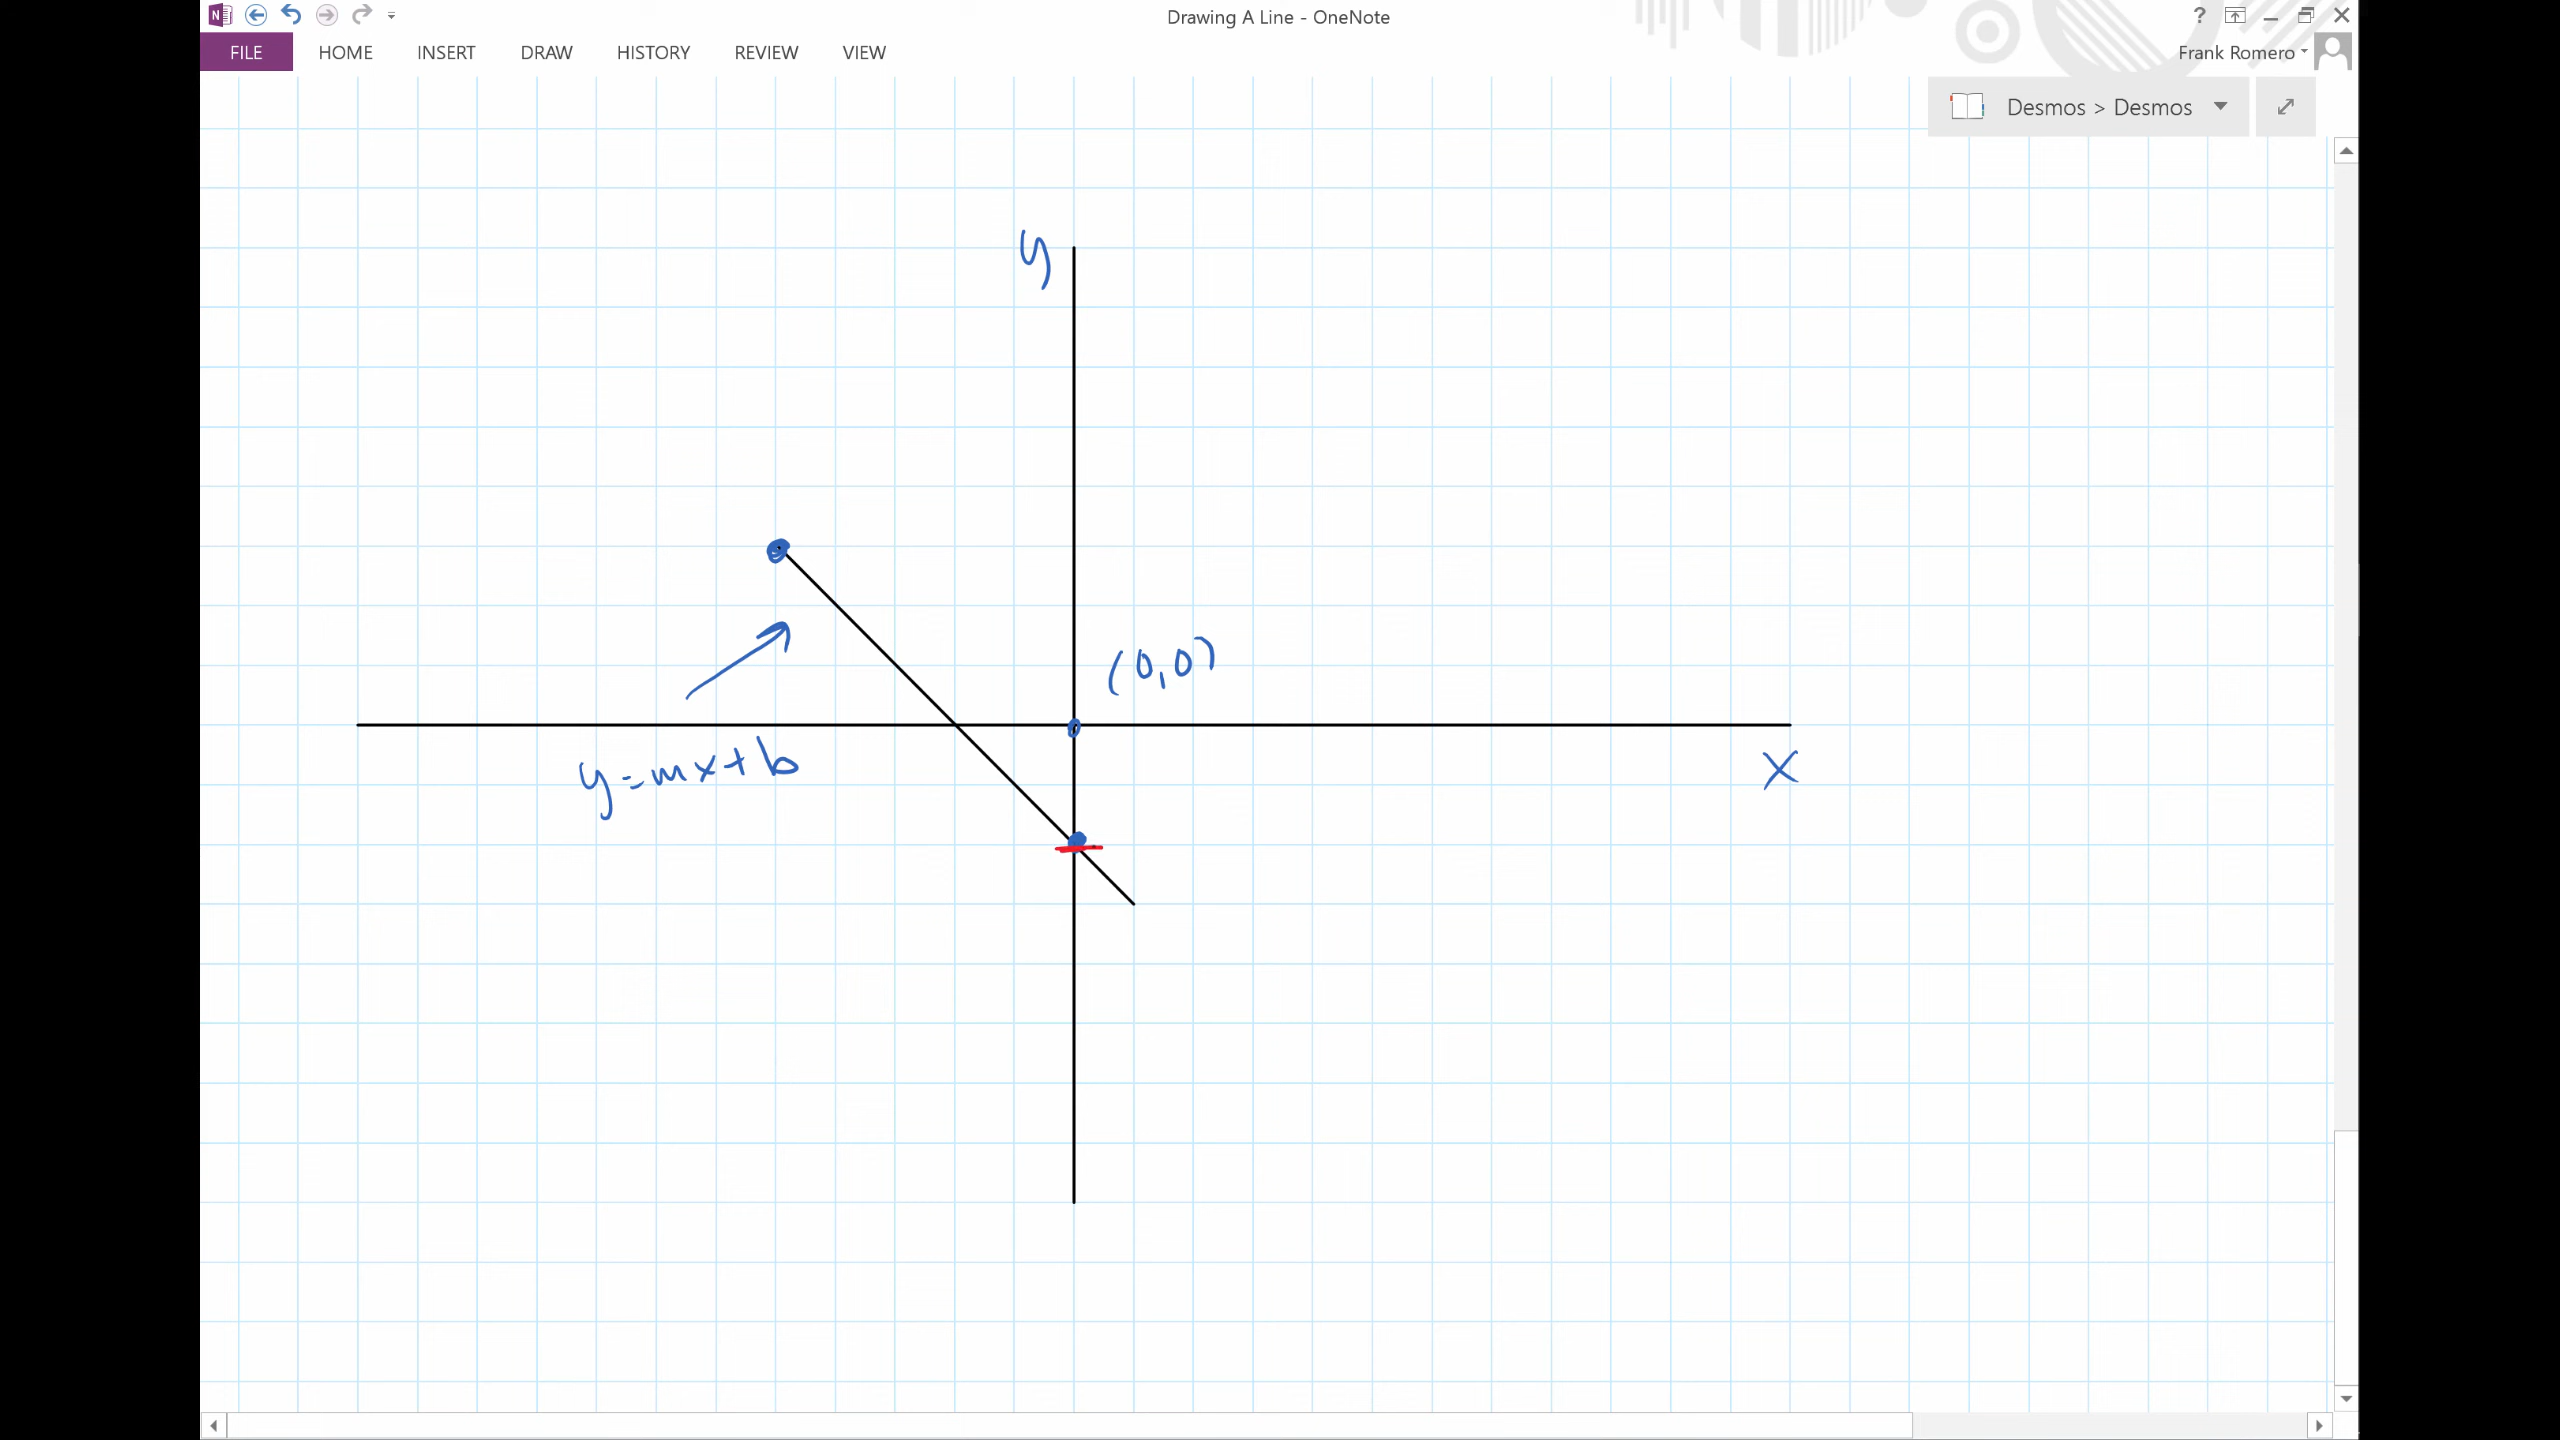 Drawing A Line - OneNote
?
FILE HOME INSERT DRAW HISTORY REVIEW VIEW
Frank Romero
Desmos > Desmos
y
(0,0)
y=mx+b
x